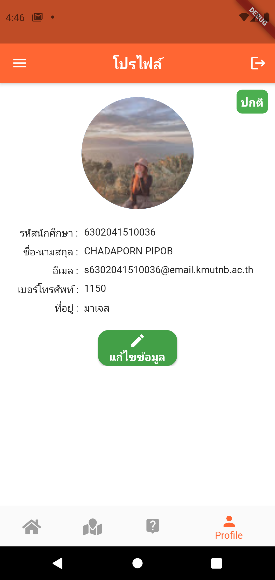 4:46
DEBUG
โปรไฟล์
ปกติ
รหัสนักศึกษา : 6302041510036
ชื่อ-นามสกุล : CHADAPORN PIPOB
อีเมล : s6302041510036@email.kmutnb.ac.th
เบอร์โทรศัพท์ : 1150
ที่อยู่ : มาเจล
แก้ไขข้อมูล
Profile